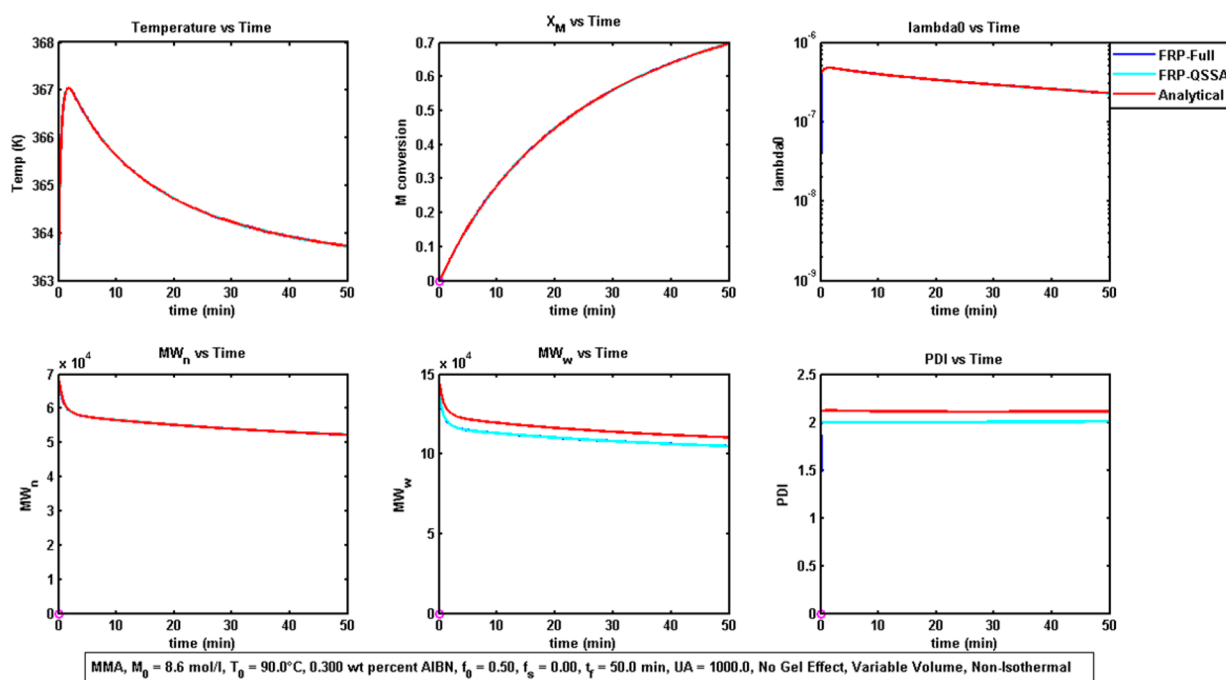 Temperature vs Time
368
367
366
365
364
363
Temp (K)
0 10 20 30 40 50
time (min)
X_M vs Time
0.7
0.6
0.5
0.4
0.3
0.2
0.1
0
M conversion
0 10 20 30 40 50
time (min)
lambda0 vs Time
10^-6
10^-7
10^-8
10^-9
lambda0
0 10 20 30 40 50
time (min)
FRP-Full
FRP-QSSA
Analytical
MW_n vs Time
x 10^4
7
6
5
4
3
2
1
0
MW_n
0 10 20 30 40 50
time (min)
MW_w vs Time
x 10^4
15
10
5
0
MW_w
0 10 20 30 40 50
time (min)
PDI vs Time
2.5
2
1.5
1
0.5
0
PDI
0 10 20 30 40 50
time (min)
MMA, M_0 = 8.6 mol/l, T_0 = 90.0°C, 0.300 wt percent AIBN, f_0 = 0.50, f_s = 0.00, t_f = 50.0 min, UA = 1000.0, No Gel Effect, Variable Volume, Non-Isothermal